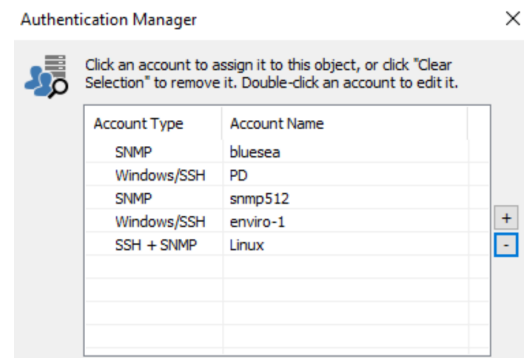 Authentication Manager
Click an account to assign it to this object, or click "Clear
Selection" to remove it. Double-click an account to edit it.
Account Type Account Name
SNMP bluesea
Windows/SSH PD
SNMP snmp512
Windows/SSH enviro-1
SSH + SNMP Linux
+
-